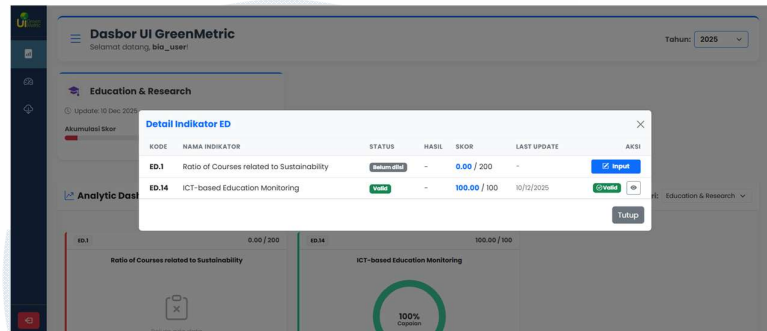 UI
Dasbor UI GreenMetric
Selamat datang, bia_user!
Tahun: 2025
Education & Research
Update: 10 Dec 2025
Akumulasi Skor
Detail Indikator ED
KODE NAMA INDIKATOR STATUS HASIL SKOR LAST UPDATE AKSI
ED.1 Ratio of Courses related to Sustainability Belum diisi - 0.00 / 200 - Input
ED.14 ICT-based Education Monitoring Valid - 100.00 / 100 10/12/2025 Valid
Tutup
Analytic Das
Education & Research
ED.1 0.00 / 200
Ratio of Courses related to Sustainability
ED.14 100.00 / 100
ICT-based Education Monitoring
100%
Capaian